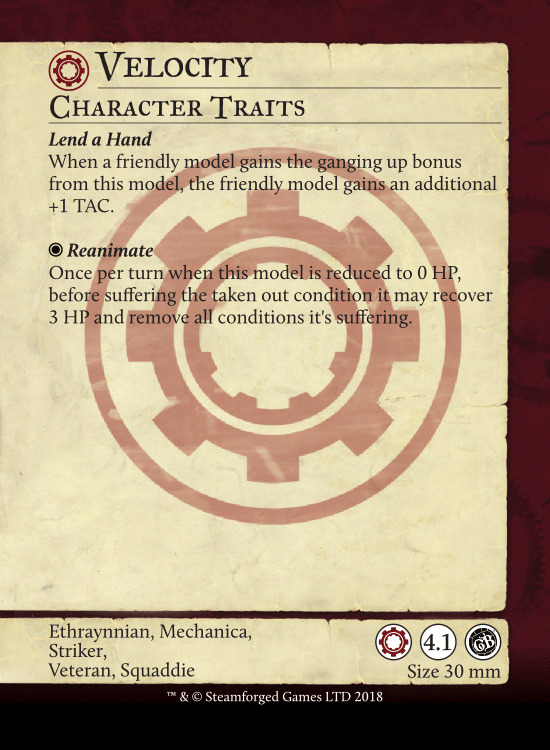 Velocity
Character Traits
Lend a Hand
When a friendly model gains the ganging up bonus
from this model, the friendly model gains an additional
+1 TAC.
Reanimate
Once per turn when this model is reduced to 0 HP,
before suffering the taken out condition it may recover
3 HP and remove all conditions it's suffering.
Ethraynnian, Mechanica,
Striker,
Veteran, Squaddie
4.1
GB
Size 30 mm
™ & © Steamforged Games LTD 2018